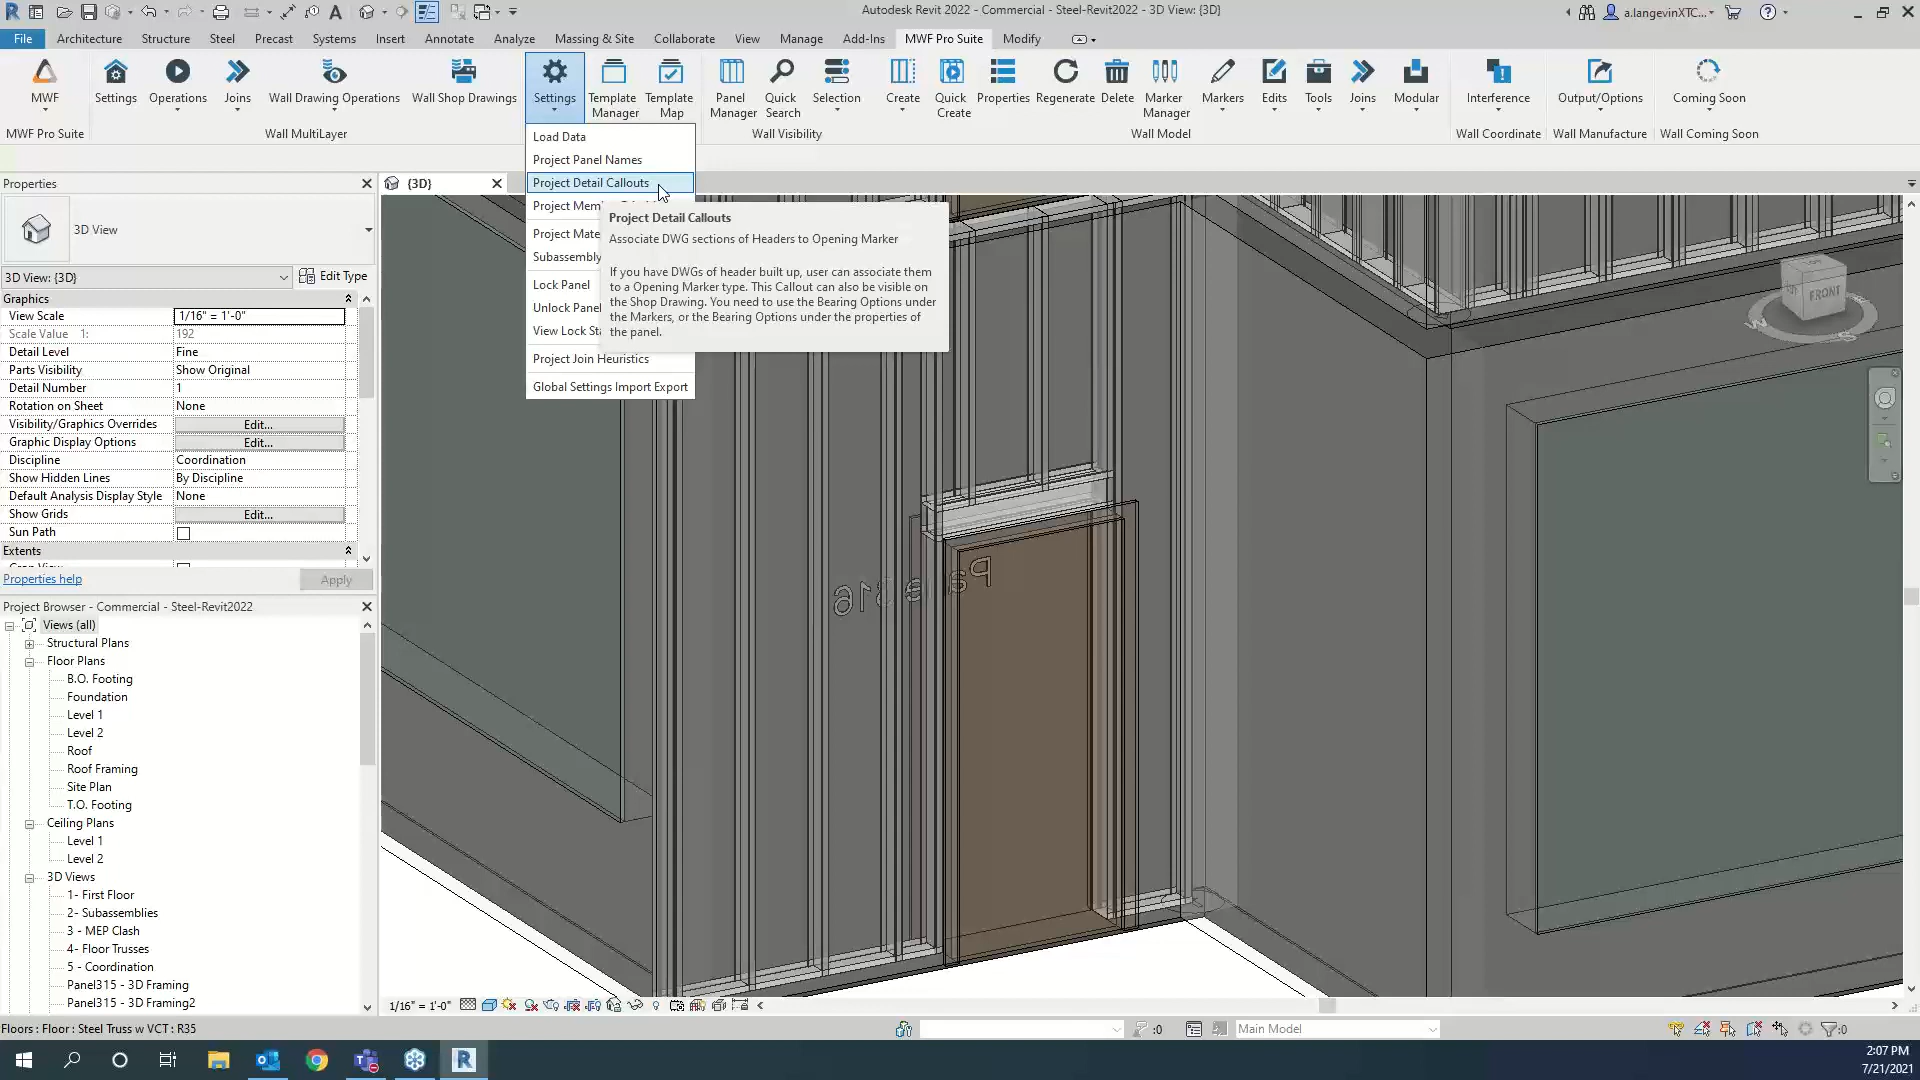 Autodesk Revit 2022 - Commercial - Steel-Revit2022 - 3D View: {3D}
a.langevinXTC...
File Architecture Structure Steel Precast Systems Insert Annotate Analyze Massing & Site Collaborate View Manage Add-Ins MWF Pro Suite Modify
MWF Settings Operations Joins Wall Drawing Operations Wall Shop Drawings Settings Template Manager Template Map Panel Manager Quick Search Selection Create Quick Create Properties Regenerate Delete Marker Manager Markers Edits Tools Joins Modular Interference Output/Options Coming Soon
MWF Pro Suite Wall MultiLayer Wall Visibility Wall Model Wall Coordinate Wall Manufacture Wall Coming Soon
Load Data
Project Panel Names
Project Detail Callouts
Project Mem
Project Mate
Subassembly
Lock Panel
Unlock Panel
View Lock Sta
Project Join Heuristics
Global Settings Import Export
Project Detail Callouts
Associate DWG sections of Headers to Opening Marker
If you have DWGs of header built up, user can associate them
to a Opening Marker type. This Callout can also be visible on
the Shop Drawing. You need to use the Bearing Options under
the Markers, or the Bearing Options under the properties of
the panel.
Properties
{3D}
3D View
3D View: {3D} Edit Type
Graphics
View Scale 1/16" = 1'-0"
Scale Value 1: 192
Detail Level Fine
Parts Visibility Show Original
Detail Number 1
Rotation on Sheet None
Visibility/Graphics Overrides Edit...
Graphic Display Options Edit...
Discipline Coordination
Show Hidden Lines By Discipline
Default Analysis Display Style None
Show Grids Edit...
Sun Path
Extents
Properties help Apply
Project Browser - Commercial - Steel-Revit2022
Views (all)
Structural Plans
Floor Plans
B.O. Footing
Foundation
Level 1
Level 2
Roof
Roof Framing
Site Plan
T.O. Footing
Ceiling Plans
Level 1
Level 2
3D Views
1- First Floor
2- Subassemblies
3 - MEP Clash
4- Floor Trusses
5 - Coordination
Panel315 - 3D Framing
Panel315 - 3D Framing2
FRONT
1/16" = 1'-0"
Floors : Floor : Steel Truss w VCT : R35
:0
Main Model
:0
2:07 PM
7/21/2021